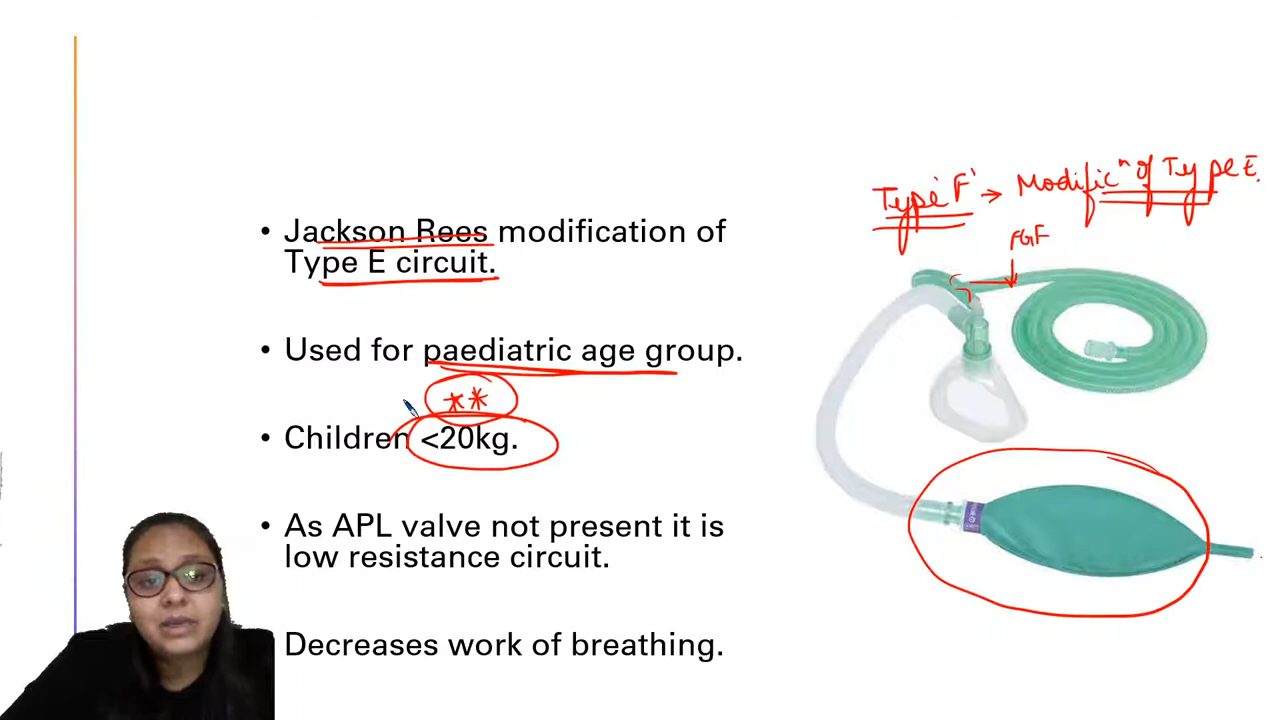 Type 'F' → Modificⁿ of Type E.
FGF
• Jackson Rees modification of
Type E circuit.
• Used for paediatric age group.
**
• Children <20kg.
• As APL valve not present it is
low resistance circuit.
Decreases work of breathing.